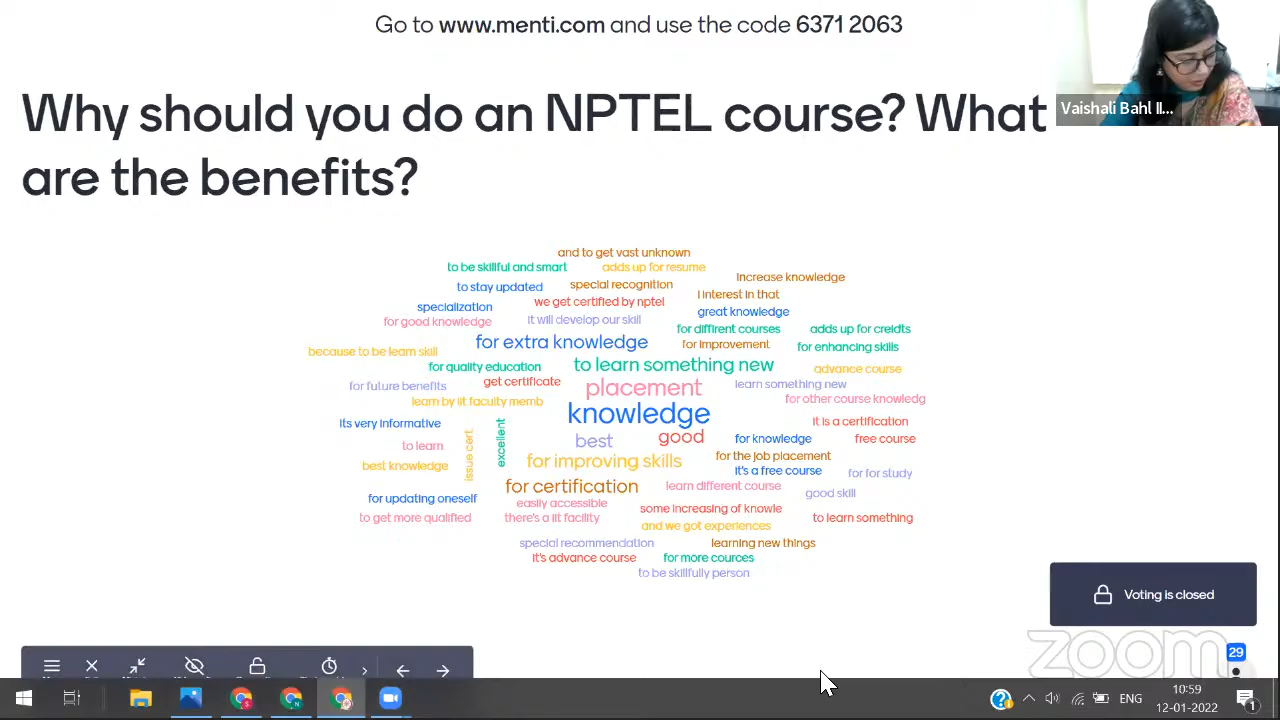 Go to www.menti.com and use the code 6371 2063
Vaishali Bahl II...
Why should you do an NPTEL course? What
are the benefits?
and to get vast unknown
to be skillful and smart
adds up for resume
increase knowledge
to stay updated
special recognition
i interest in that
specialization
we get certified by nptel
great knowledge
for good knowledge
it will develop our skill
for diffirent courses
adds up for creidts
for extra knowledge
for improvement
for enhancing skills
because to be learn skill
to learn something new
for quality education
advance course
for future benefits
get certificate
placement
learn something new
learn by iit faculty memb
for other course knowledg
knowledge
its very informative
it is a certification
to learn
issue cert
excellent
best
good
for knowledge
free course
best knowledge
for improving skills
for the job placement
it's a free course
for for study
for certification
learn different course
good skill
for updating oneself
easily accessible
some increasing of knowle
to get more qualified
there's a iit facility
and we got experiences
to learn something
special recommendation
learning new things
it's advance course
for more cources
to be skillfully person
Voting is closed
zoom
29
ENG
10:59
12-01-2022
1